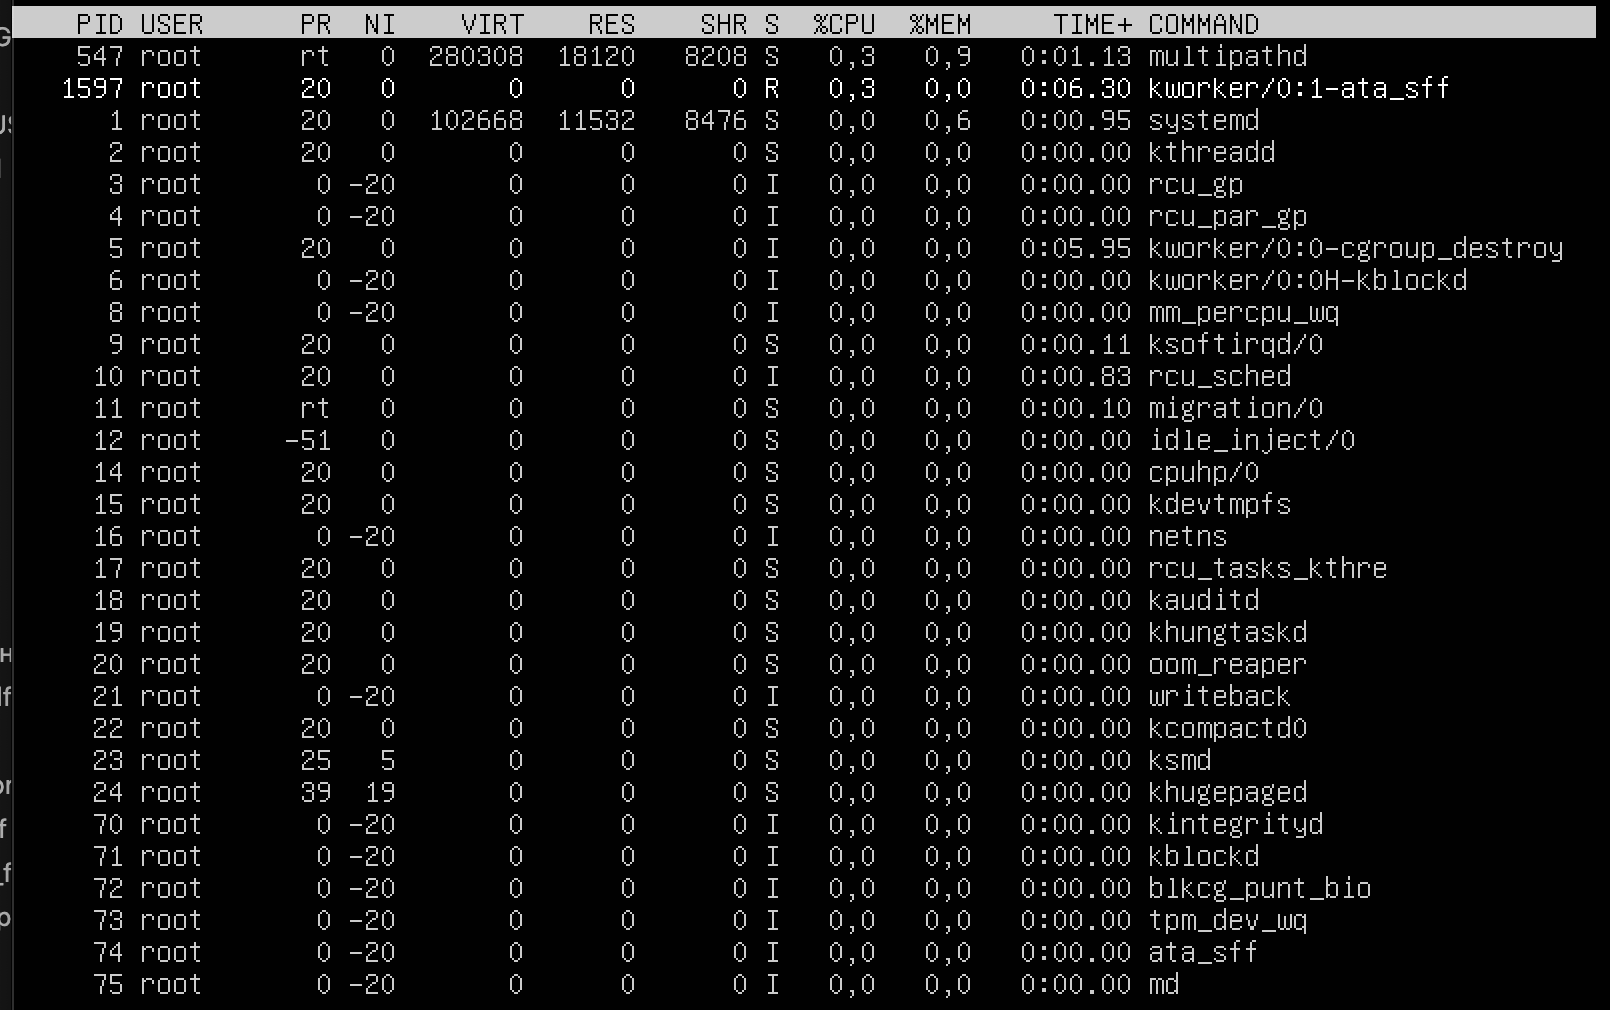 PID USER PR NI VIRT RES SHR S %CPU %MEM TIME+ COMMAND
547 root rt 0 280308 18120 8208 S 0,3 0,9 0:01.13 multipathd
1597 root 20 0 0 0 0 R 0,3 0,0 0:06.30 kworker/0:1-ata_sff
1 root 20 0 102668 11532 8476 S 0,0 0,6 0:00.95 systemd
2 root 20 0 0 0 0 S 0,0 0,0 0:00.00 kthreadd
3 root 0 -20 0 0 0 I 0,0 0,0 0:00.00 rcu_gp
4 root 0 -20 0 0 0 I 0,0 0,0 0:00.00 rcu_par_gp
5 root 20 0 0 0 0 I 0,0 0,0 0:05.95 kworker/0:0-cgroup_destroy
6 root 0 -20 0 0 0 I 0,0 0,0 0:00.00 kworker/0:0H-kblockd
8 root 0 -20 0 0 0 I 0,0 0,0 0:00.00 mm_percpu_wq
9 root 20 0 0 0 0 S 0,0 0,0 0:00.11 ksoftirqd/0
10 root 20 0 0 0 0 I 0,0 0,0 0:00.83 rcu_sched
11 root rt 0 0 0 0 S 0,0 0,0 0:00.10 migration/0
12 root -51 0 0 0 0 S 0,0 0,0 0:00.00 idle_inject/0
14 root 20 0 0 0 0 S 0,0 0,0 0:00.00 cpuhp/0
15 root 20 0 0 0 0 S 0,0 0,0 0:00.00 kdevtmpfs
16 root 0 -20 0 0 0 I 0,0 0,0 0:00.00 netns
17 root 20 0 0 0 0 S 0,0 0,0 0:00.00 rcu_tasks_kthre
18 root 20 0 0 0 0 S 0,0 0,0 0:00.00 kauditd
19 root 20 0 0 0 0 S 0,0 0,0 0:00.00 khungtaskd
20 root 20 0 0 0 0 S 0,0 0,0 0:00.00 oom_reaper
21 root 0 -20 0 0 0 I 0,0 0,0 0:00.00 writeback
22 root 20 0 0 0 0 S 0,0 0,0 0:00.00 kcompactd0
23 root 25 5 0 0 0 S 0,0 0,0 0:00.00 ksmd
24 root 39 19 0 0 0 S 0,0 0,0 0:00.00 khugepaged
70 root 0 -20 0 0 0 I 0,0 0,0 0:00.00 kintegrityd
71 root 0 -20 0 0 0 I 0,0 0,0 0:00.00 kblockd
72 root 0 -20 0 0 0 I 0,0 0,0 0:00.00 blkcg_punt_bio
73 root 0 -20 0 0 0 I 0,0 0,0 0:00.00 tpm_dev_wq
74 root 0 -20 0 0 0 I 0,0 0,0 0:00.00 ata_sff
75 root 0 -20 0 0 0 I 0,0 0,0 0:00.00 md